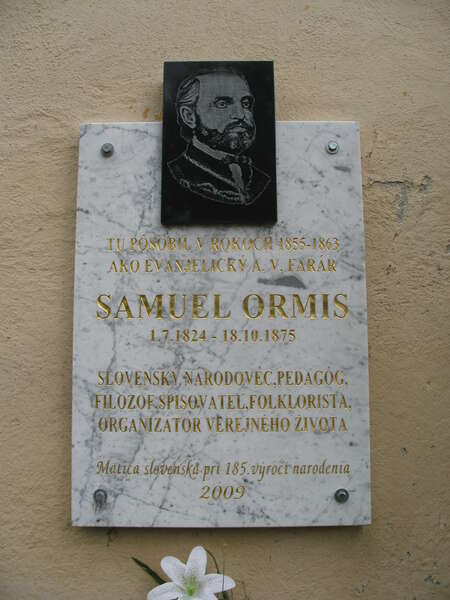 TU PÔSOBIL V ROKOCH 1855-1863
AKO EVANJELICKÝ A. V. FARÁR
SAMUEL ORMIS
1.7.1824 - 18.10.1875
SLOVENSKÝ NÁRODOVEC, PEDAGÓG,
FILOZOF, SPISOVATEĽ, FOLKLORISTA,
ORGANIZÁTOR VEREJNÉHO ŽIVOTA
Matica slovenská pri 185. výročí narodenia
2009